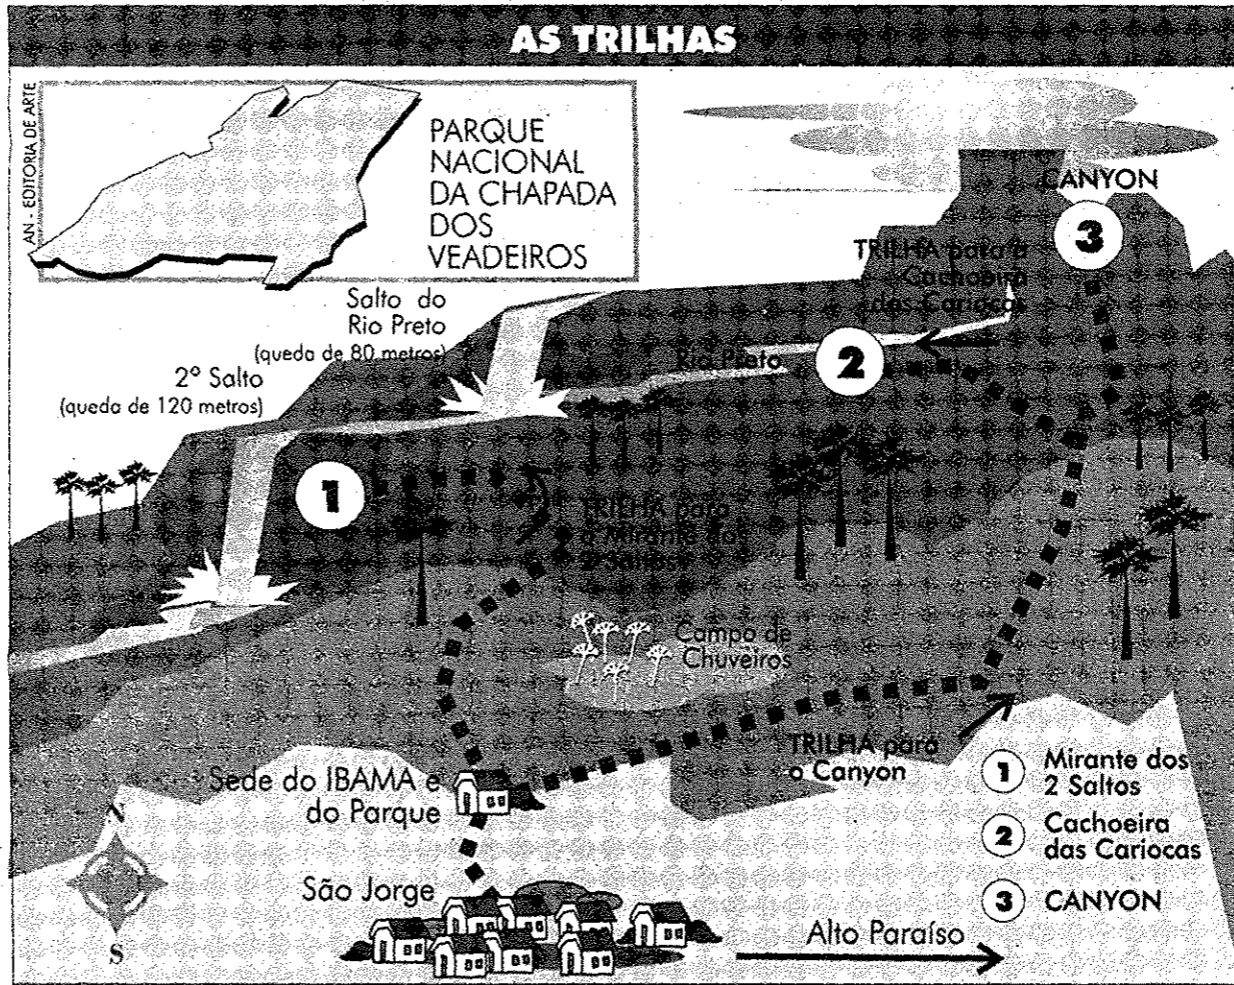 AS TRILHAS
AN - EDITORIA DE ARTE
PARQUE
NACIONAL
DA CHAPADA
DOS
VEADEIROS
CANYON
3
TRILHA para a
Cachoeira
das Cariocas
Salto do
Rio Preto
(queda de 80 metros)
Rio Preto
2
2º Salto
(queda de 120 metros)
1
TRILHA para
o Mirante dos
2 Saltos
Campo de
Chuveiros
TRILHA para
o Canyon
Sede do IBAMA e
do Parque
1 Mirante dos
2 Saltos
2 Cachoeira
das Cariocas
3 CANYON
N
S
São Jorge
Alto Paraíso